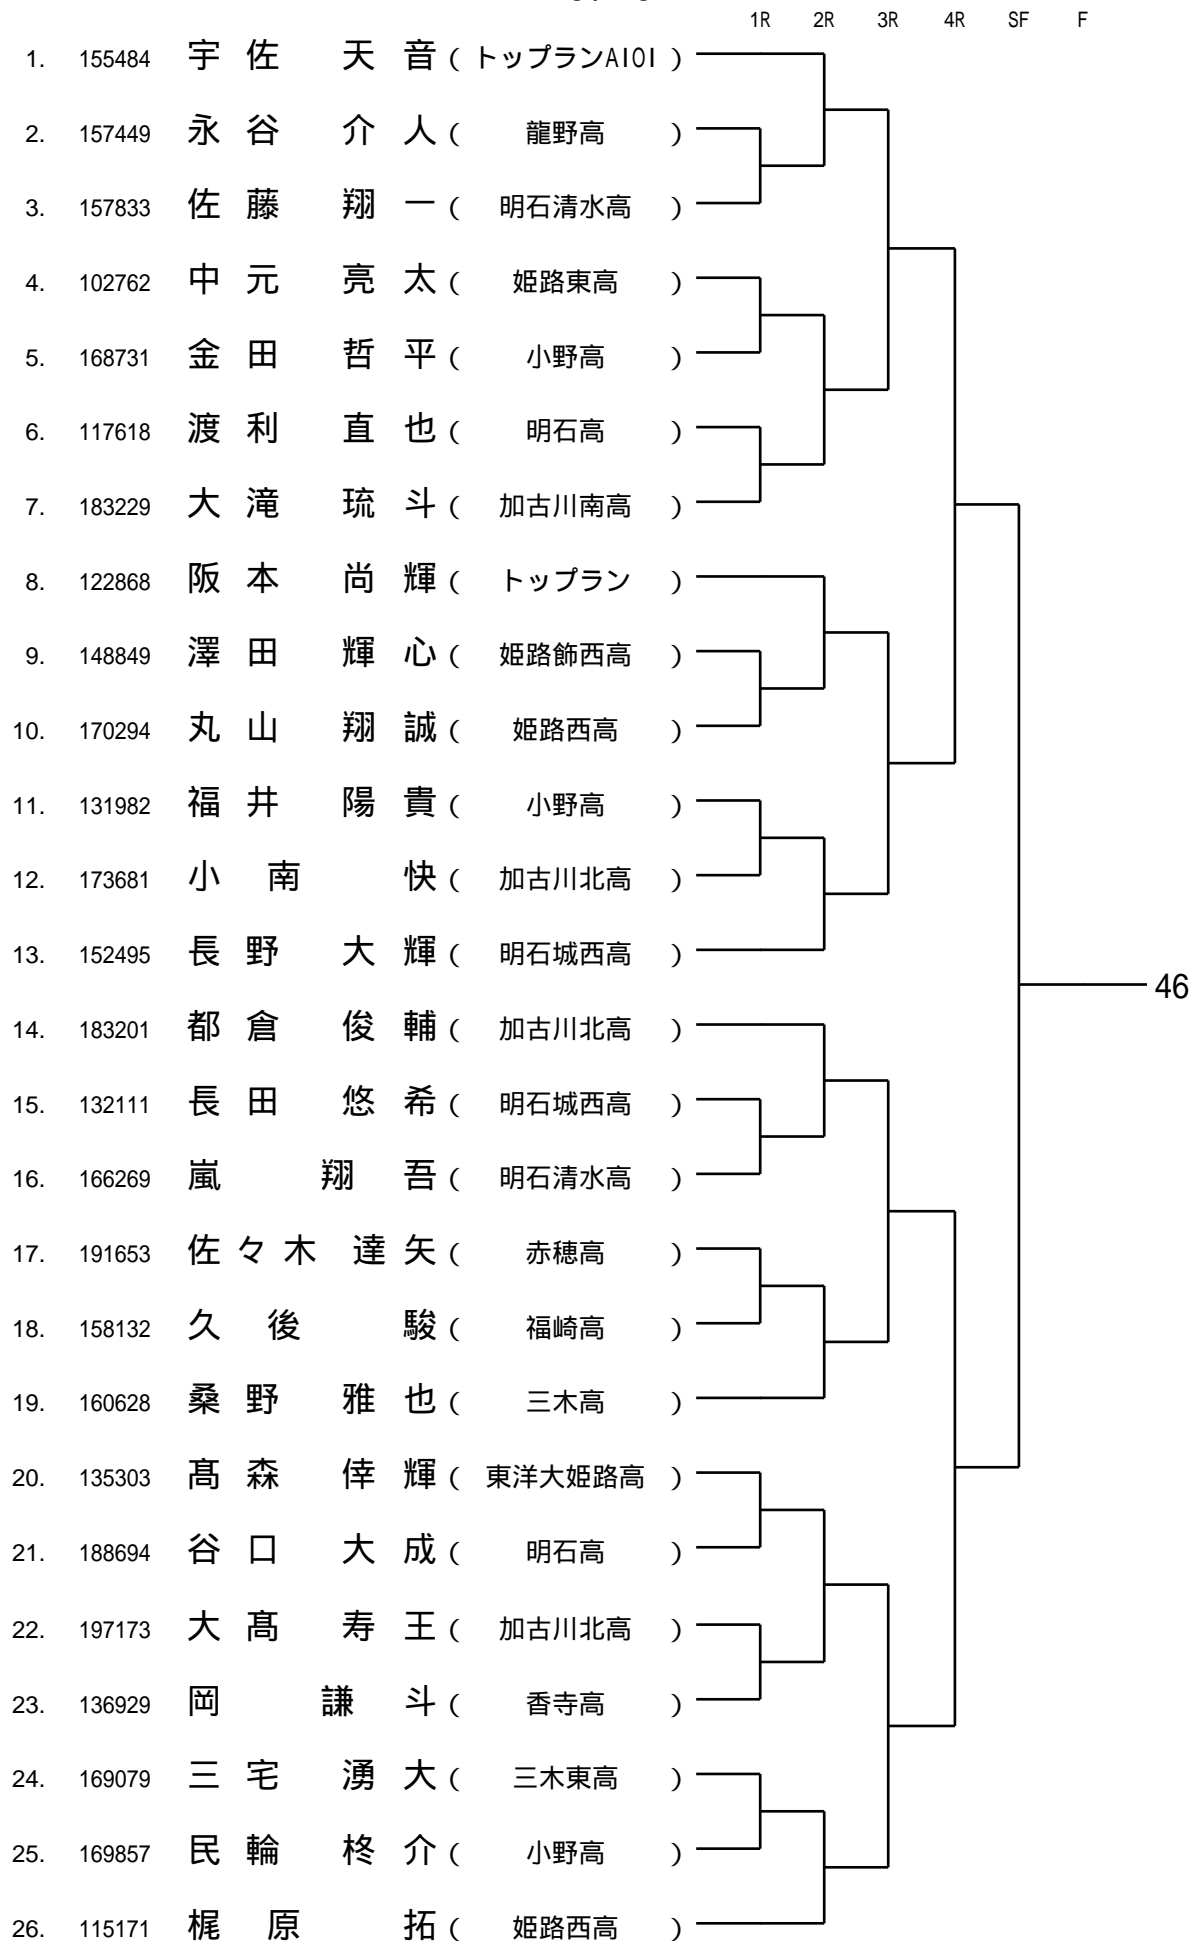 1R 2R 3R 4R SF F
1. 155484 宇佐 天音 ( トップランAIOI )
2. 157449 永谷 介人 ( 龍野高 )
3. 157833 佐藤 翔一 ( 明石清水高 )
4. 102762 中元 亮太 ( 姫路東高 )
5. 168731 金田 哲平 ( 小野高 )
6. 117618 渡利 直也 ( 明石高 )
7. 183229 大滝 琉斗 ( 加古川南高 )
8. 122868 阪本 尚輝 ( トップラン )
9. 148849 澤田 輝心 ( 姫路飾西高 )
10. 170294 丸山 翔誠 ( 姫路西高 )
11. 131982 福井 陽貴 ( 小野高 )
12. 173681 小南 快 ( 加古川北高 )
13. 152495 長野 大輝 ( 明石城西高 )
46
14. 183201 都倉 俊輔 ( 加古川北高 )
15. 132111 長田 悠希 ( 明石城西高 )
16. 166269 嵐 翔吾 ( 明石清水高 )
17. 191653 佐々木 達矢 ( 赤穂高 )
18. 158132 久後 駿 ( 福崎高 )
19. 160628 桑野 雅也 ( 三木高 )
20. 135303 髙森 倖輝 ( 東洋大姫路高 )
21. 188694 谷口 大成 ( 明石高 )
22. 197173 大髙 寿王 ( 加古川北高 )
23. 136929 岡 謙斗 ( 香寺高 )
24. 169079 三宅 湧大 ( 三木東高 )
25. 169857 民輪 柊介 ( 小野高 )
26. 115171 梶原 拓 ( 姫路西高 )